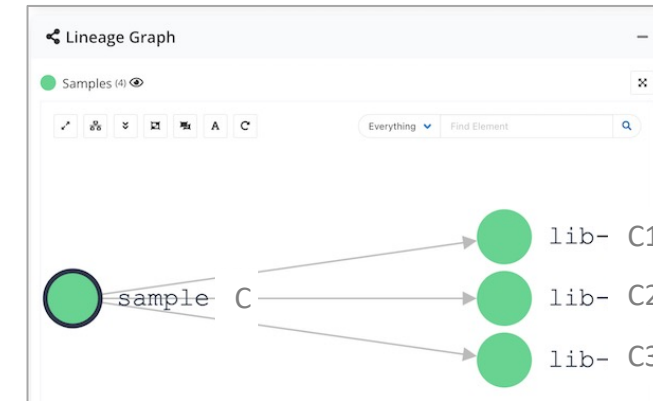 Lineage Graph
Samples (4)
A Everything Find Element
lib- C1
sample C lib- C2
lib- C3